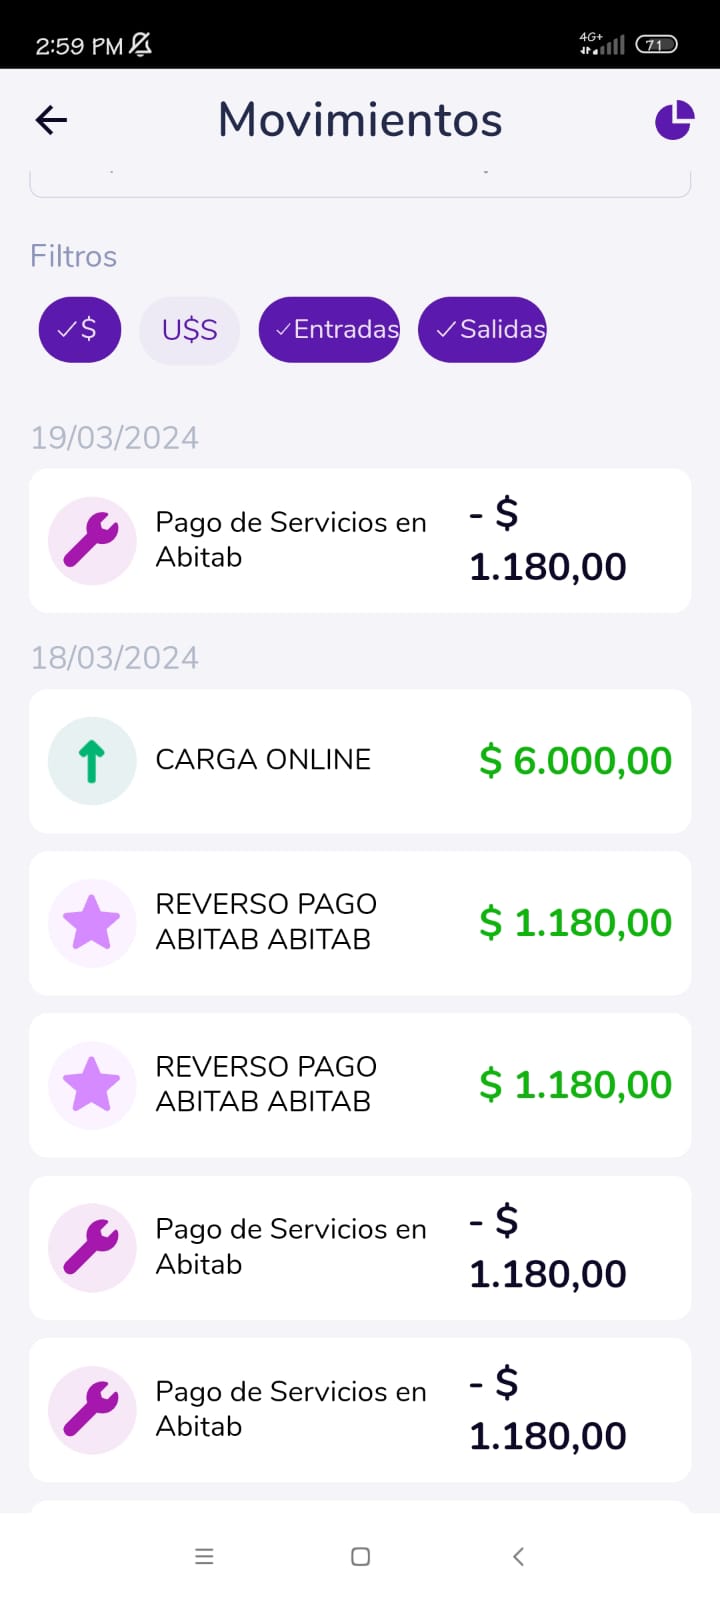 2:59 PM
4G+
71
Movimientos
Filtros
$
U$S
Entradas
Salidas
19/03/2024
Pago de Servicios en
Abitab
- $
1.180,00
18/03/2024
CARGA ONLINE
$ 6.000,00
REVERSO PAGO
ABITAB ABITAB
$ 1.180,00
REVERSO PAGO
ABITAB ABITAB
$ 1.180,00
Pago de Servicios en
Abitab
- $
1.180,00
Pago de Servicios en
Abitab
- $
1.180,00